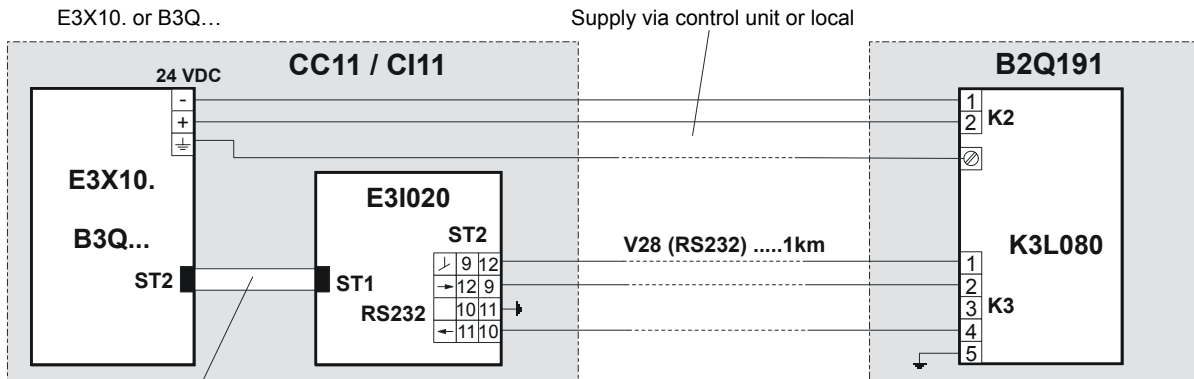 E3X10. or B3Q…
Supply via control unit or local
CC11 / CI11
B2Q191
24 VDC
-
+
E3X10.
B3Q...
ST2
E3I020
ST2
ST1
RS232
9 12
12 9
10 11
11 10
V28 (RS232) .....1km
1
2
K2
K3L080
1
2
3
4
5
K3